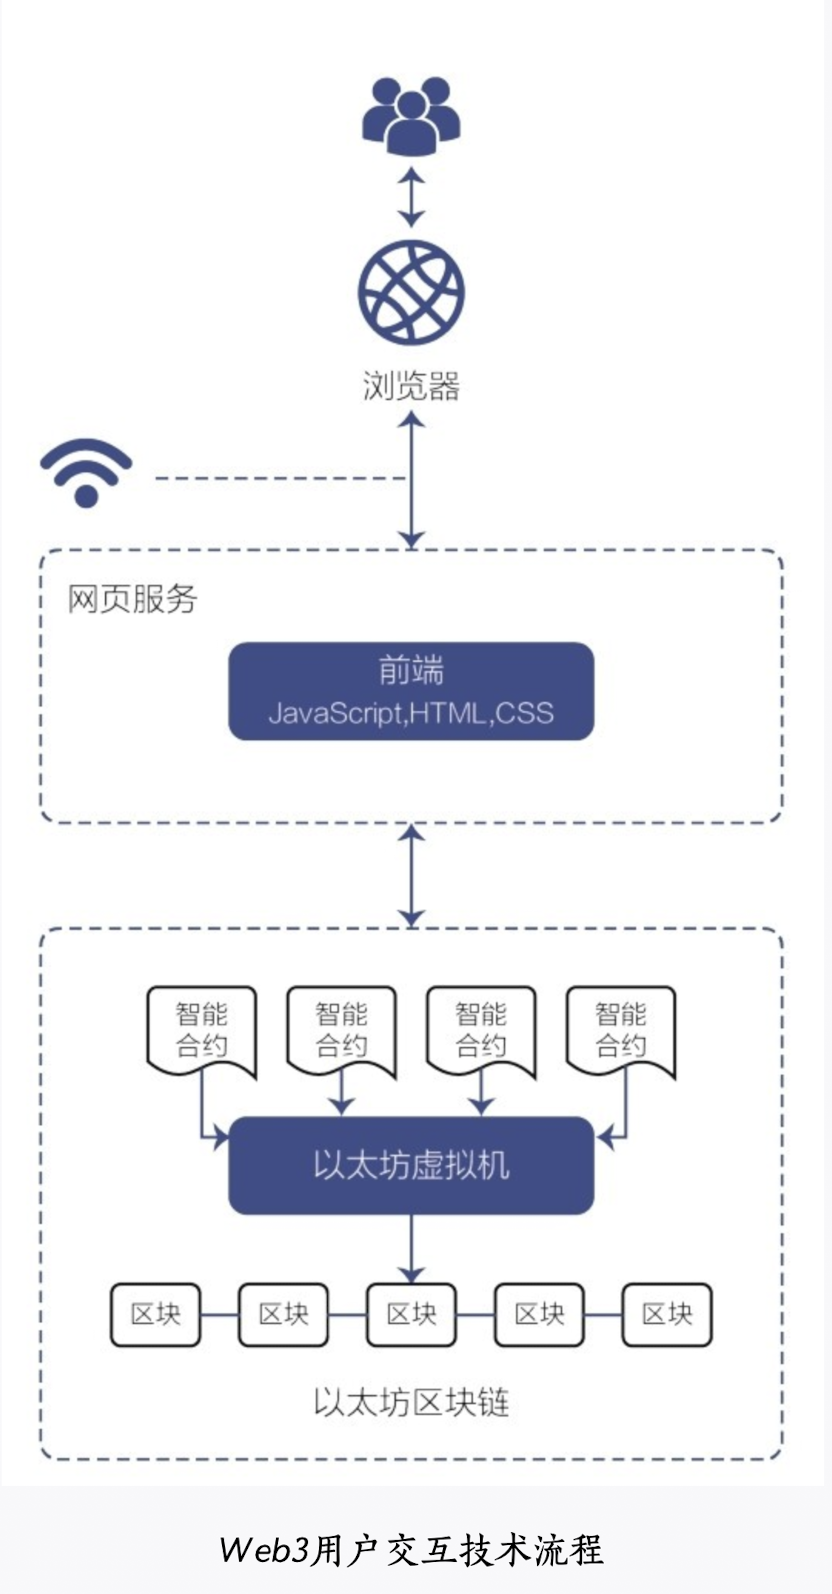 浏览器
网页服务
前端
JavaScript,HTML,CSS
智能
合约
智能
合约
智能
合约
智能
合约
以太坊虚拟机
区块
区块
区块
区块
区块
以太坊区块链
Web3用户交互技术流程